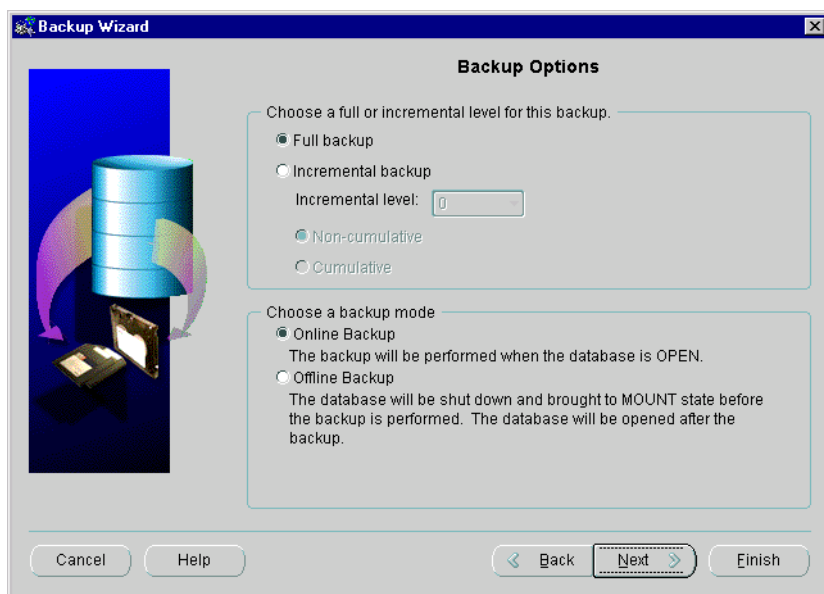 Backup Wizard
Backup Options
Choose a full or incremental level for this backup.
Full backup
Incremental backup
Incremental level: 0
Non-cumulative
Cumulative
Choose a backup mode
Online Backup
The backup will be performed when the database is OPEN.
Offline Backup
The database will be shut down and brought to MOUNT state before
the backup is performed. The database will be opened after the
backup.
Cancel Help Back Next Finish